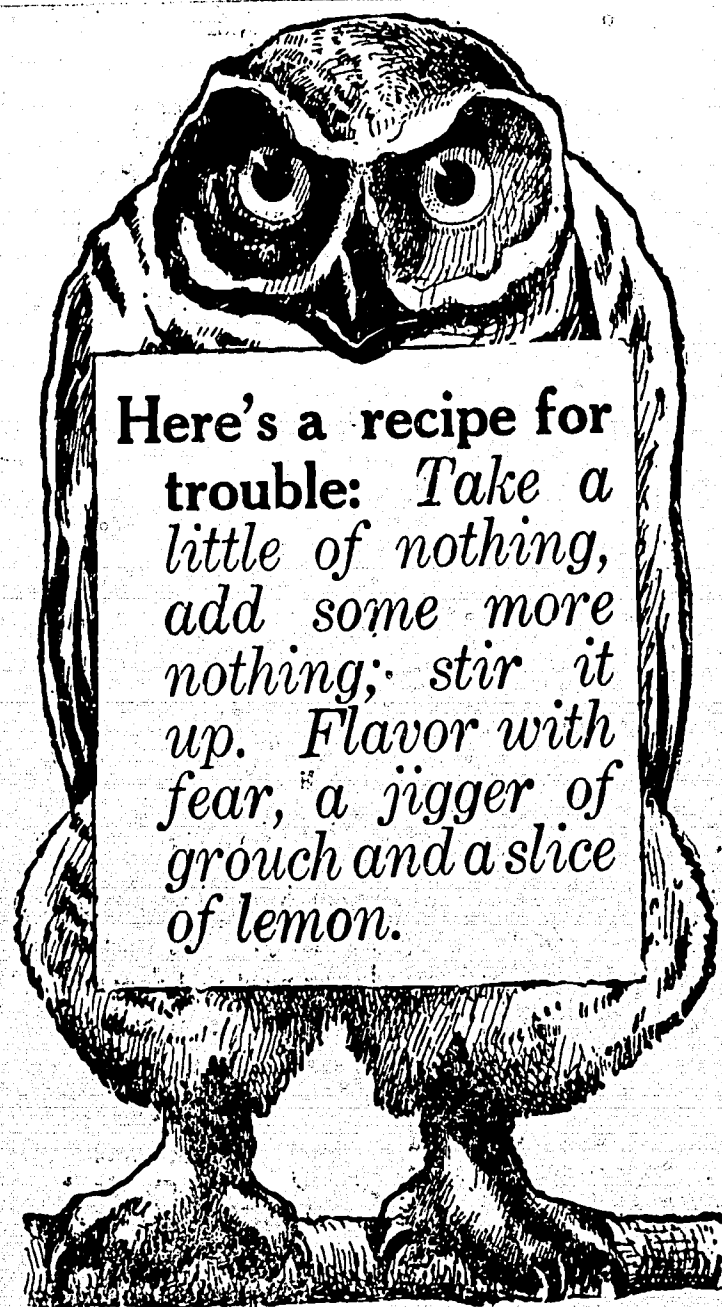 Here's a recipe for
trouble: Take a
little of nothing,
add some more
nothing; stir it
up. Flavor with
fear, a jigger of
grouch and a slice
of lemon.